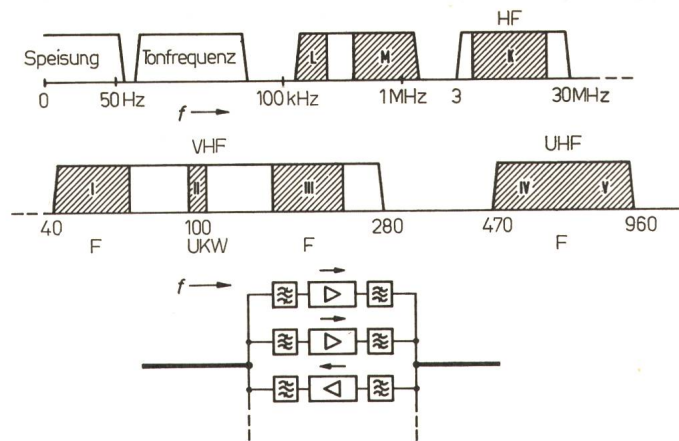 HF
Speisung Tonfrequenz L M K
0 50 Hz 100 kHz 1 MHz 3 30 MHz
f
VHF UHF
I II III IV V
40 100 280 470 960
F UKW F F
f